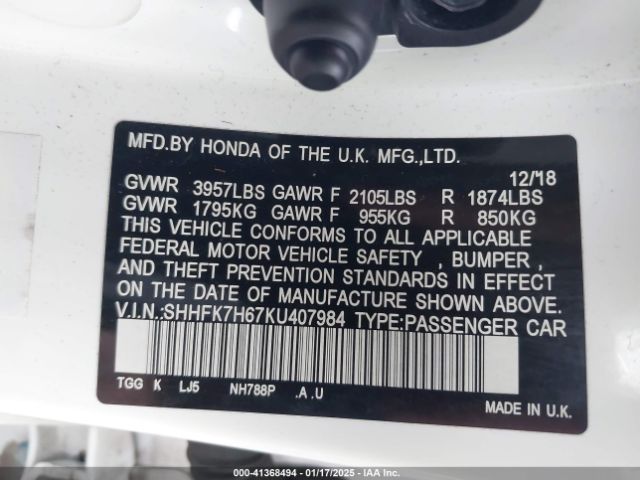 MFD.BY HONDA OF THE U.K. MFG.,LTD.
12/18
GVWR 3957LBS GAWR F 2105LBS R 1874LBS
GVWR 1795KG GAWR F 955KG R 850KG
THIS VEHICLE CONFORMS TO ALL APPLICABLE
FEDERAL MOTOR VEHICLE SAFETY , BUMPER ,
AND THEFT PREVENTION STANDARDS IN EFFECT
ON THE DATE OF MANUFACTURE SHOWN ABOVE.
V.I.N.:SHHFK7H67KU407984 TYPE:PASSENGER CAR
TGG K LJ5 NH788P .A .U
MADE IN U.K.
000-41368494 - 01/17/2025 - IAA Inc.